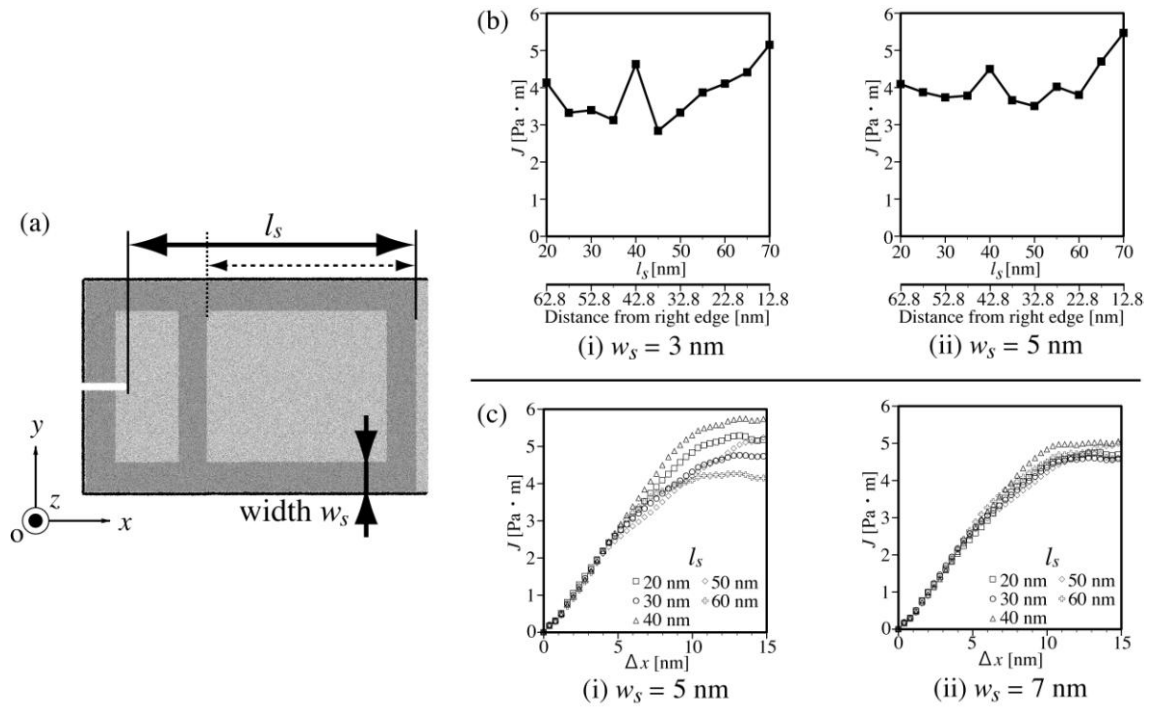 (a)
l_s
y
z
o
x
width w_s
(b)
J [Pa・m]
6
5
4
3
2
1
0
20 30 40 50 60 70
l_s [nm]
62.8 52.8 42.8 32.8 22.8 12.8
Distance from right edge [nm]
(i) w_s = 3 nm
J [Pa・m]
6
5
4
3
2
1
0
20 30 40 50 60 70
l_s [nm]
62.8 52.8 42.8 32.8 22.8 12.8
Distance from right edge [nm]
(ii) w_s = 5 nm
(c)
J [Pa・m]
6
5
4
3
2
1
0
l_s
20 nm 50 nm
30 nm 60 nm
40 nm
0 5 10 15
Δx [nm]
(i) w_s = 5 nm
J [Pa・m]
6
5
4
3
2
1
0
l_s
20 nm 50 nm
30 nm 60 nm
40 nm
0 5 10 15
Δx [nm]
(ii) w_s = 7 nm